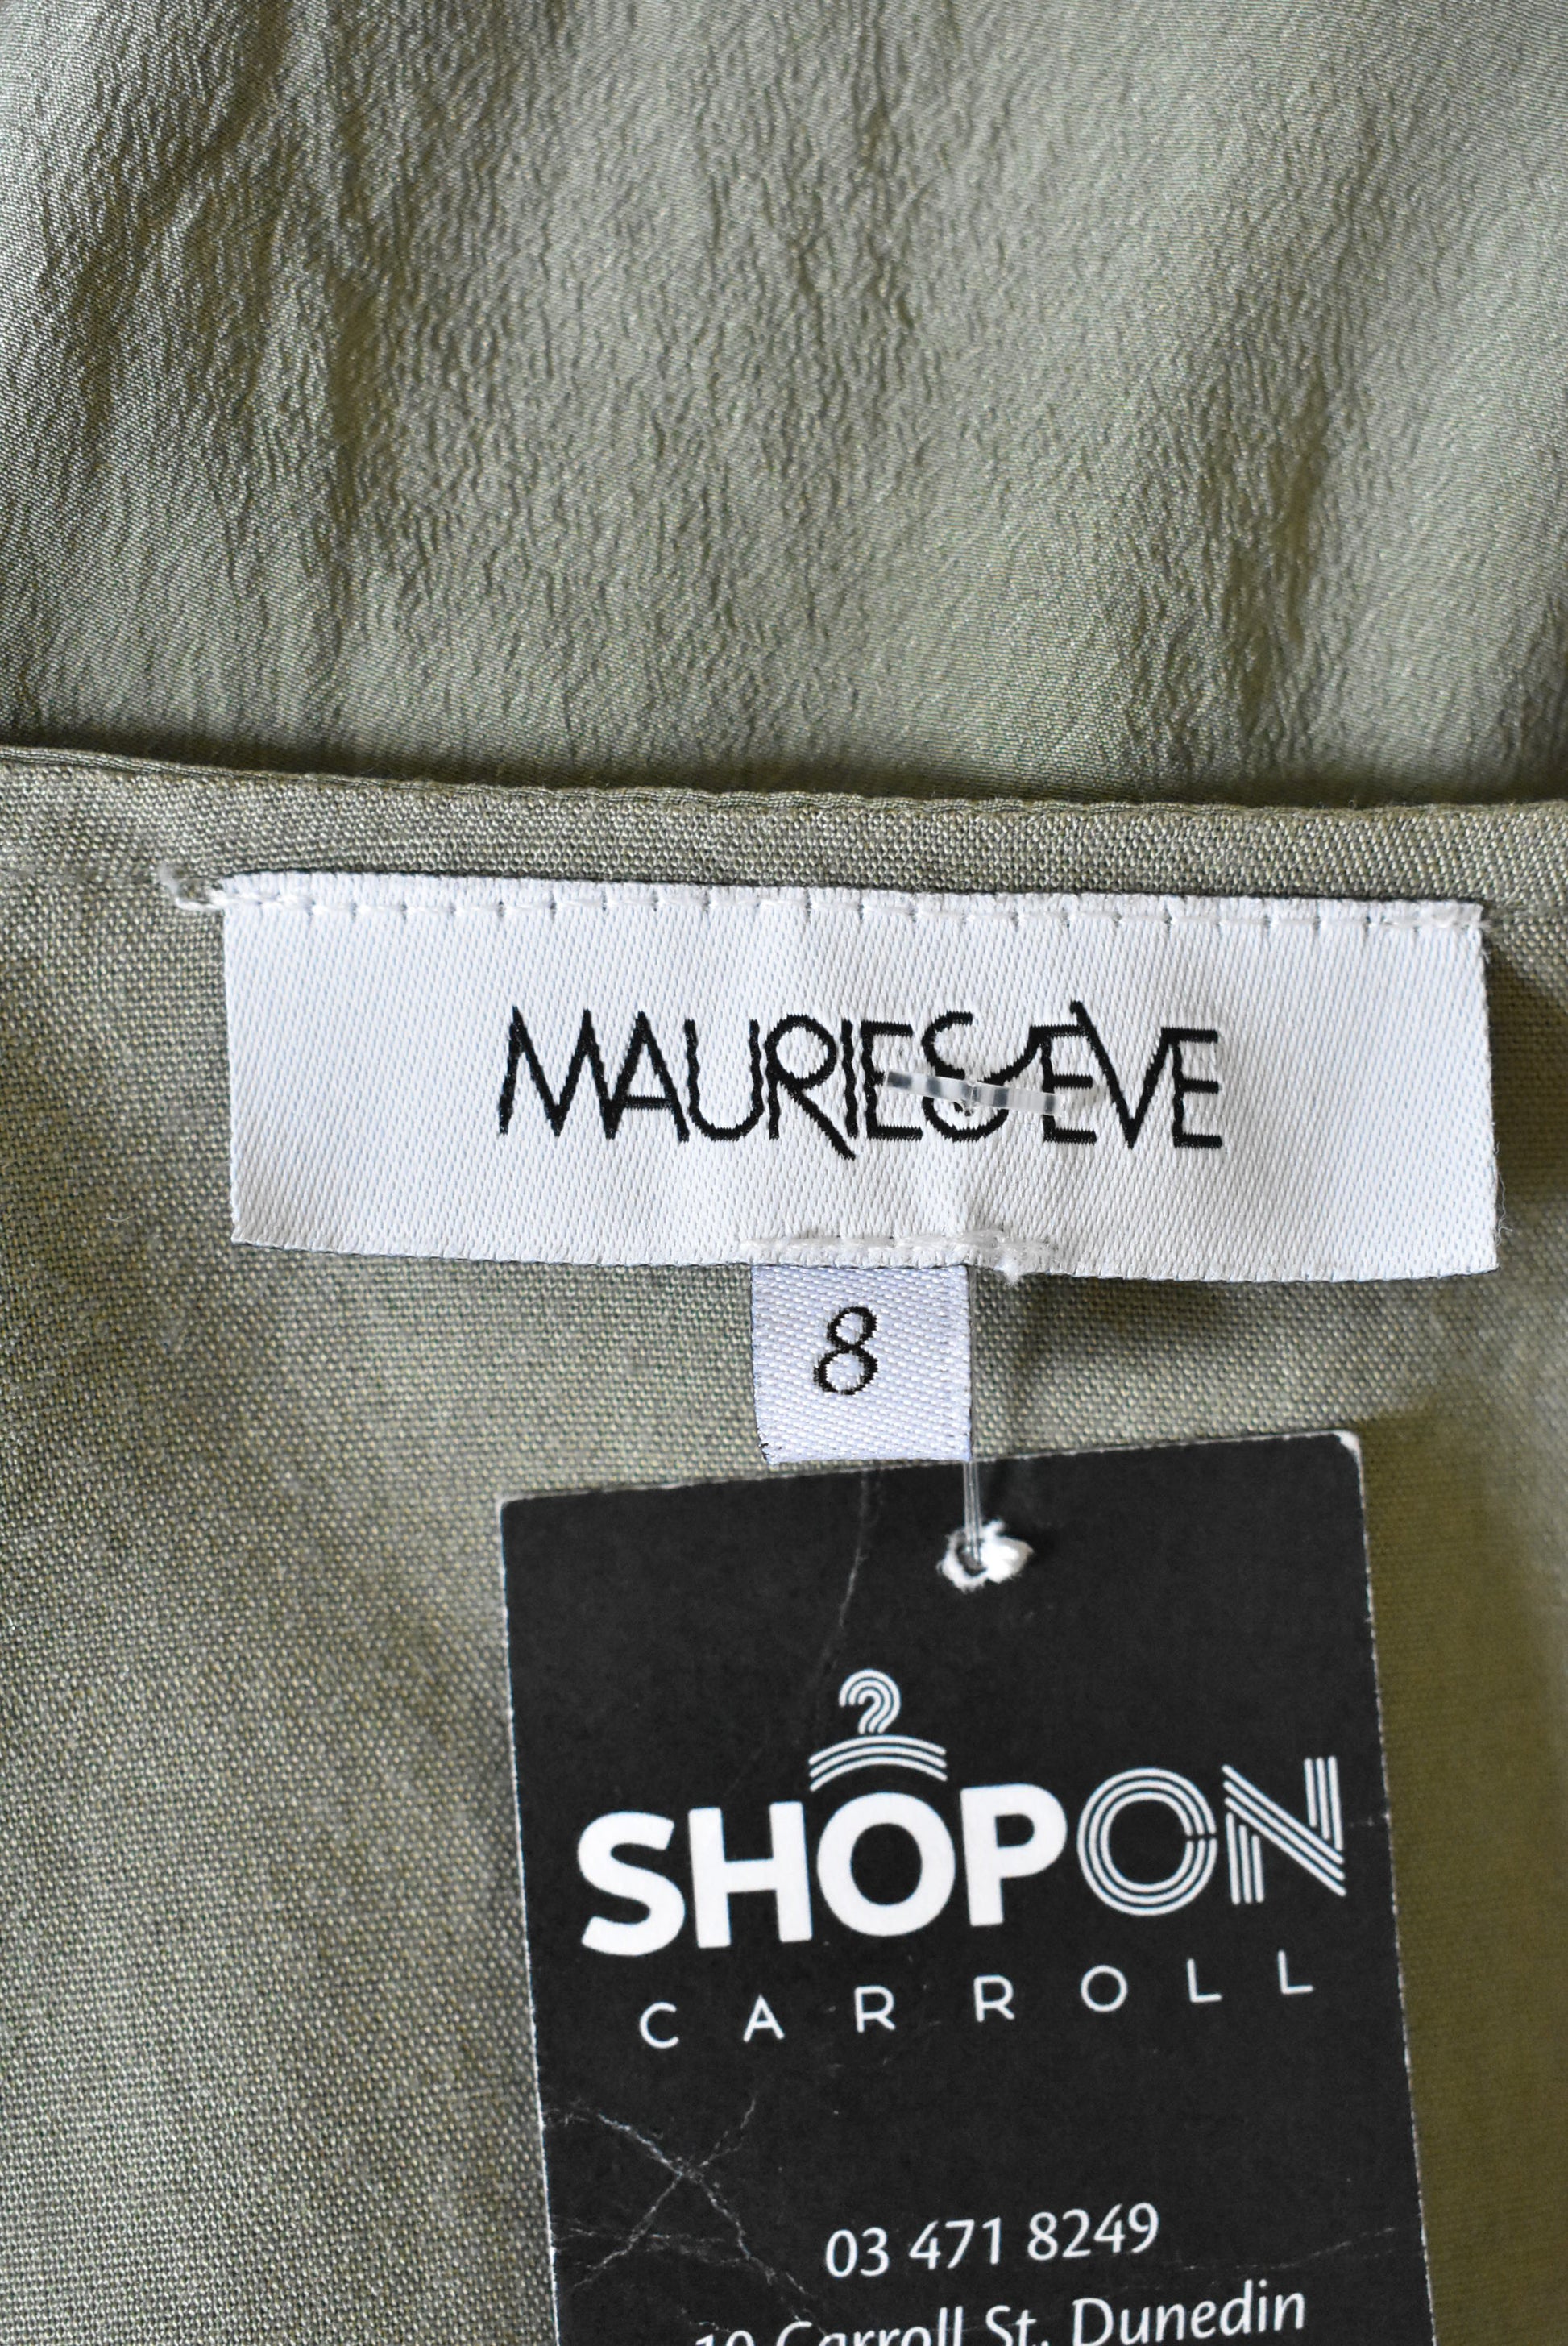 MAURIE & EVE
8
SHOPON
CARROLL
03 471 8249
Carroll St, Dunedin